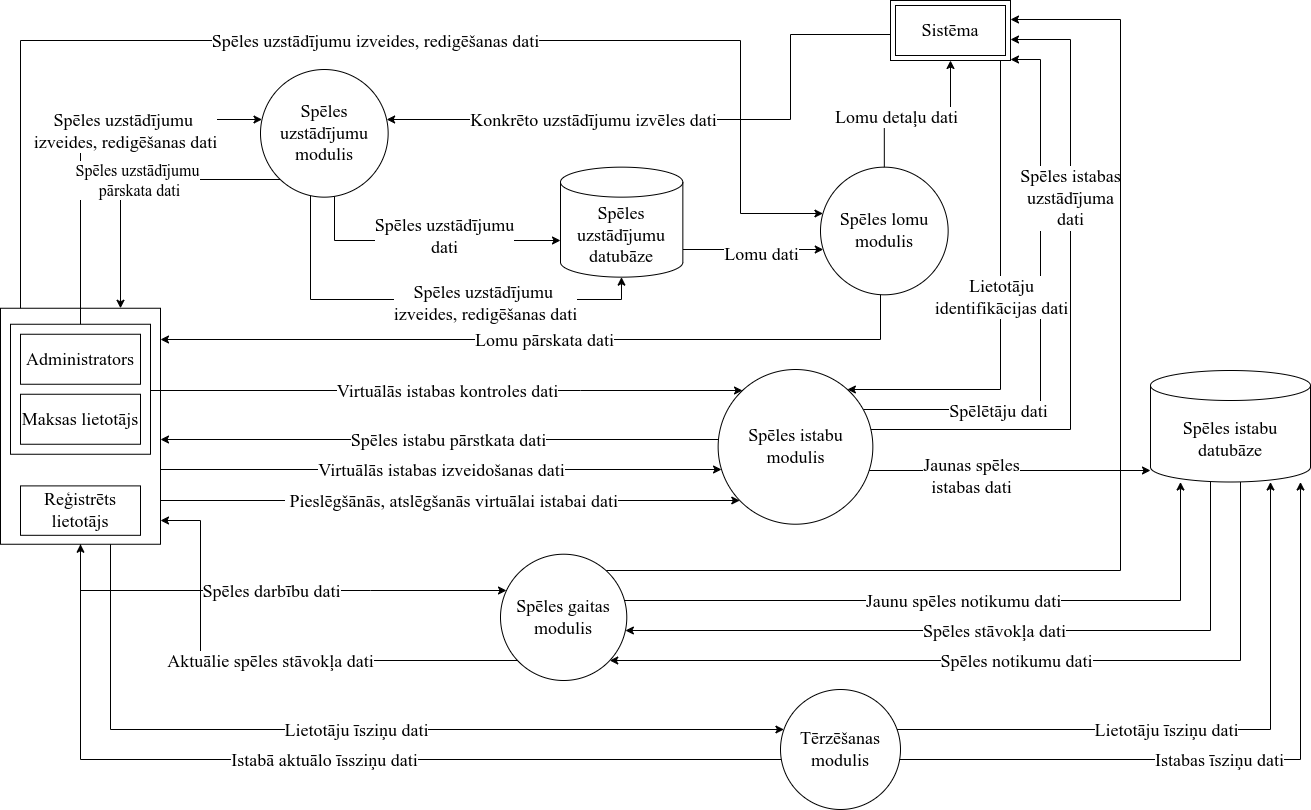 Sistēma
Spēles uzstādījumu izveides, redigēšanas dati
Spēles
uzstādījumu
modulis
Spēles uzstādījumu
izveides, redigēšanas dati
Konkrēto uzstādījumu izvēles dati
Lomu detaļu dati
Spēles uzstādījumu
pārskata dati
Spēles istabas
uzstādījuma
dati
Spēles
uzstādījumu
datubāze
Spēles lomu
modulis
Spēles uzstādījumu
dati
Lomu dati
Spēles uzstādījumu
izveides, redigēšanas dati
Lietotāju
identifikācijas dati
Lomu pārskata dati
Administrators
Maksas lietotājs
Reģistrēts
lietotājs
Virtuālās istabas kontroles dati
Spēlētāju dati
Spēles istabu pārstkata dati
Spēles istabu
modulis
Spēles istabu
datubāze
Virtuālās istabas izveidošanas dati
Jaunas spēles
istabas dati
Pieslēgšānās, atslēgšanās virtuālai istabai dati
Spēles darbību dati
Spēles gaitas
modulis
Jaunu spēles notikumu dati
Spēles stāvokļa dati
Aktuālie spēles stāvokļa dati
Spēles notikumu dati
Lietotāju īsziņu dati
Tērzēšanas
modulis
Lietotāju īsziņu dati
Istabā aktuālo īssziņu dati
Istabas īsziņu dati